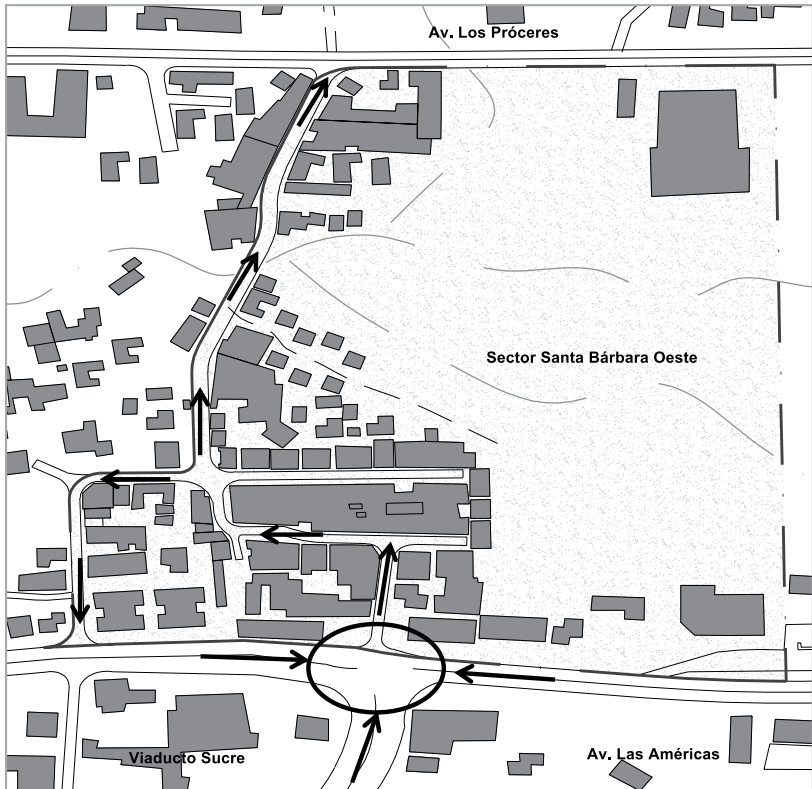 Av. Los Próceres
Sector Santa Bárbara Oeste
Viaducto Sucre
Av. Las Américas